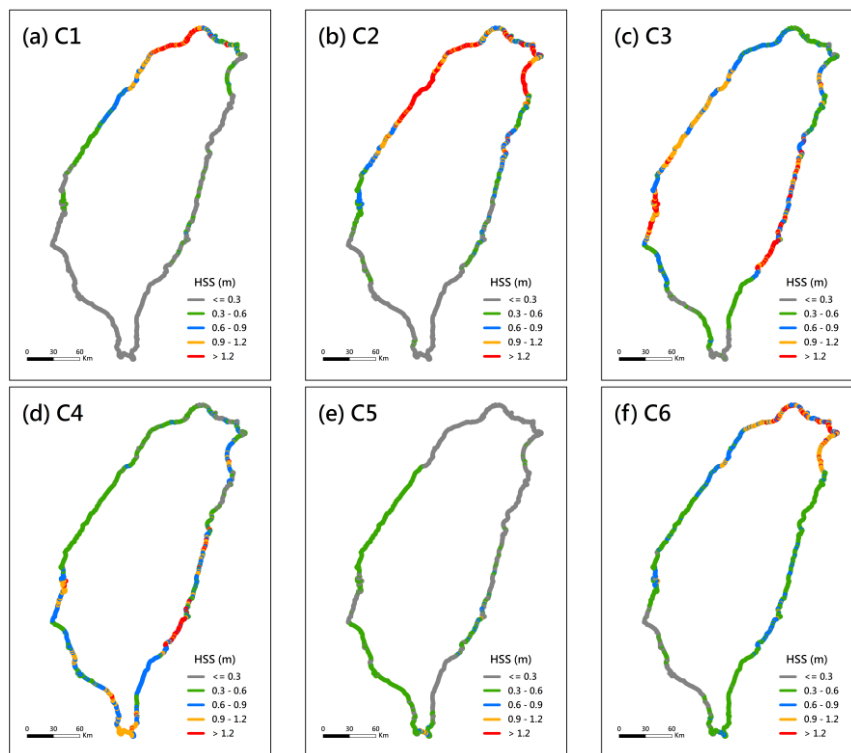 (a) C1
HSS (m)
<= 0.3
0.3 - 0.6
0.6 - 0.9
0.9 - 1.2
> 1.2
0 30 60
Km
(b) C2
HSS (m)
<= 0.3
0.3 - 0.6
0.6 - 0.9
0.9 - 1.2
> 1.2
0 30 60
Km
(c) C3
HSS (m)
<= 0.3
0.3 - 0.6
0.6 - 0.9
0.9 - 1.2
> 1.2
0 30 60
Km
(d) C4
HSS (m)
<= 0.3
0.3 - 0.6
0.6 - 0.9
0.9 - 1.2
> 1.2
0 30 60
Km
(e) C5
HSS (m)
<= 0.3
0.3 - 0.6
0.6 - 0.9
0.9 - 1.2
> 1.2
0 30 60
Km
(f) C6
HSS (m)
<= 0.3
0.3 - 0.6
0.6 - 0.9
0.9 - 1.2
> 1.2
0 30 60
Km